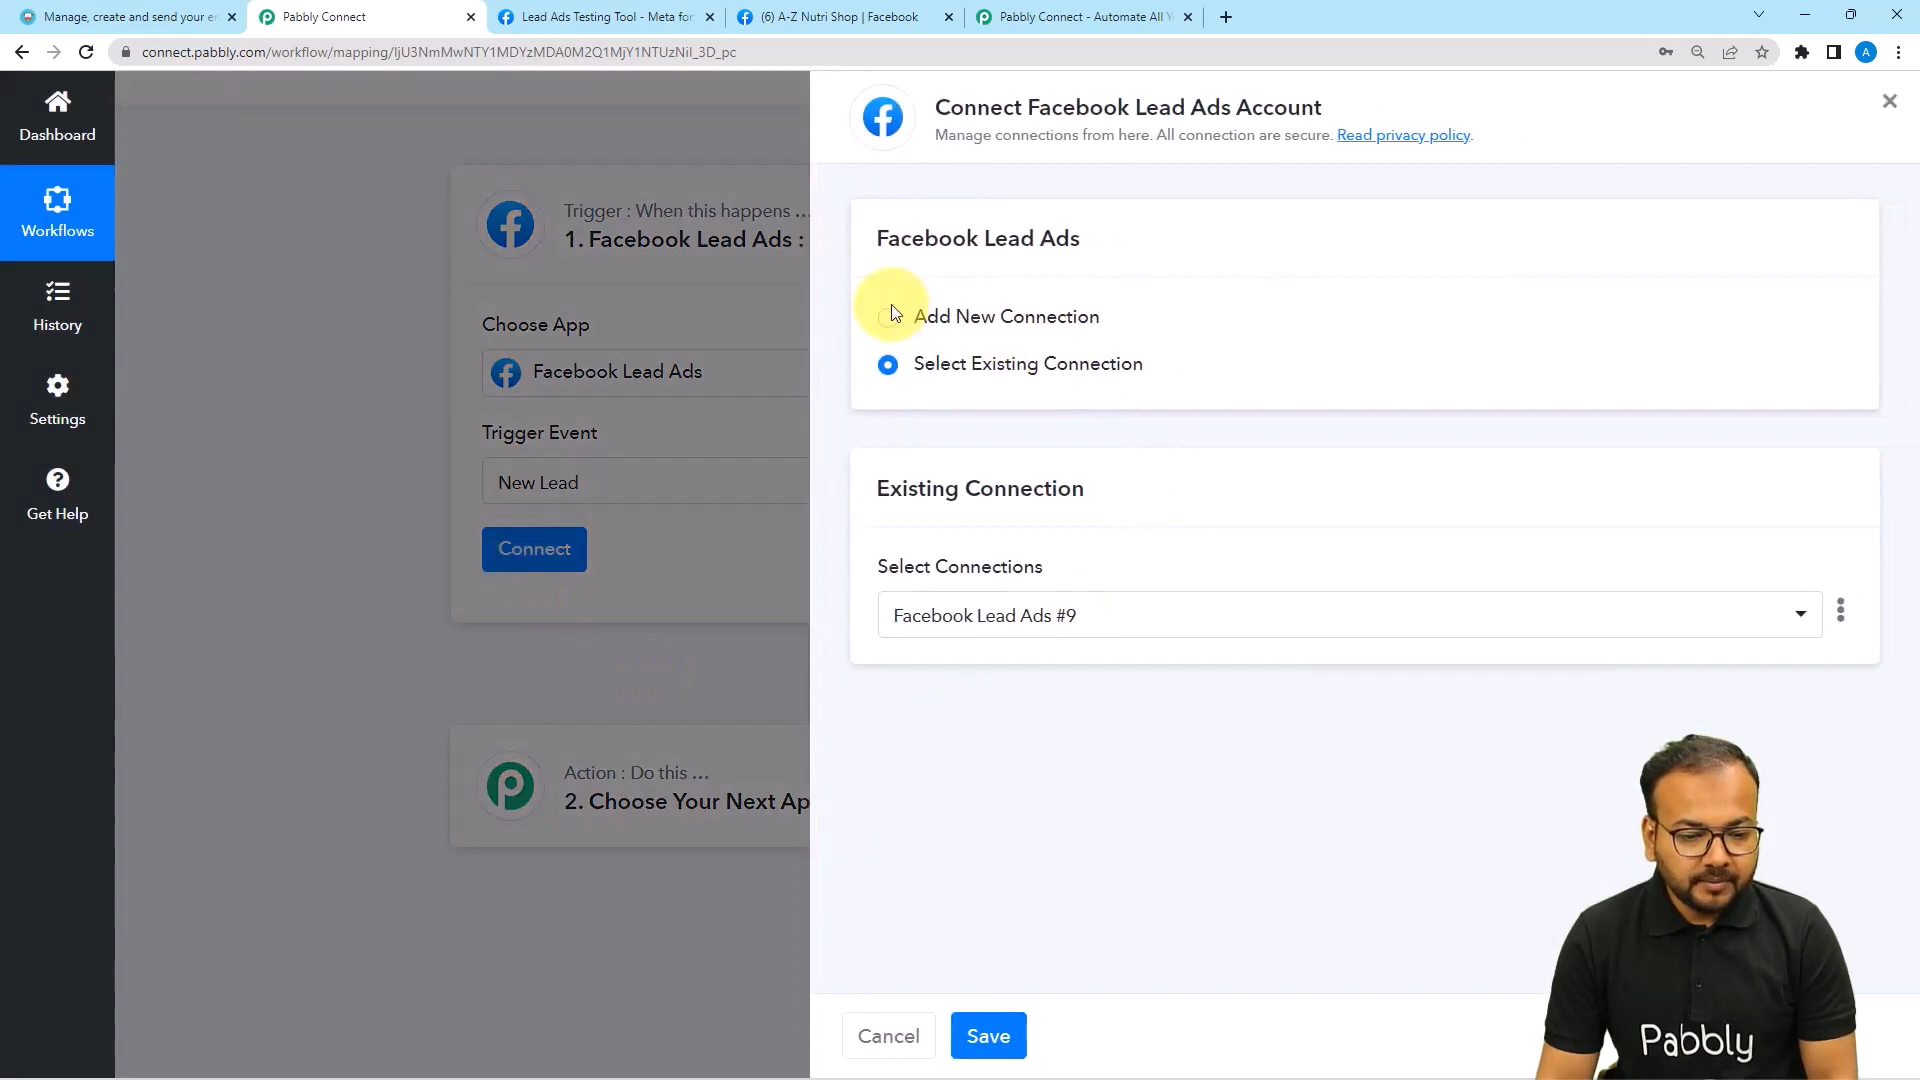 Manage, create and send your e
Pabbly Connect
Lead Ads Testing Tool - Meta for
(6) A-Z Nutri Shop | Facebook
Pabbly Connect - Automate All Y
connect.pabbly.com/workflow/mapping/IjU3NmMwNTY1MDYzMDA0M2Q1MjY1NTUzNiI_3D_pc
A
Dashboard
Workflows
History
Settings
Get Help
Trigger : When this happens ...
1. Facebook Lead Ads :
Choose App
Facebook Lead Ads
Trigger Event
New Lead
Connect
Action : Do this ...
2. Choose Your Next Ap
Connect Facebook Lead Ads Account
Manage connections from here. All connection are secure. Read privacy policy.
Facebook Lead Ads
Add New Connection
Select Existing Connection
Existing Connection
Select Connections
Facebook Lead Ads #9
Cancel
Save
Pabbly